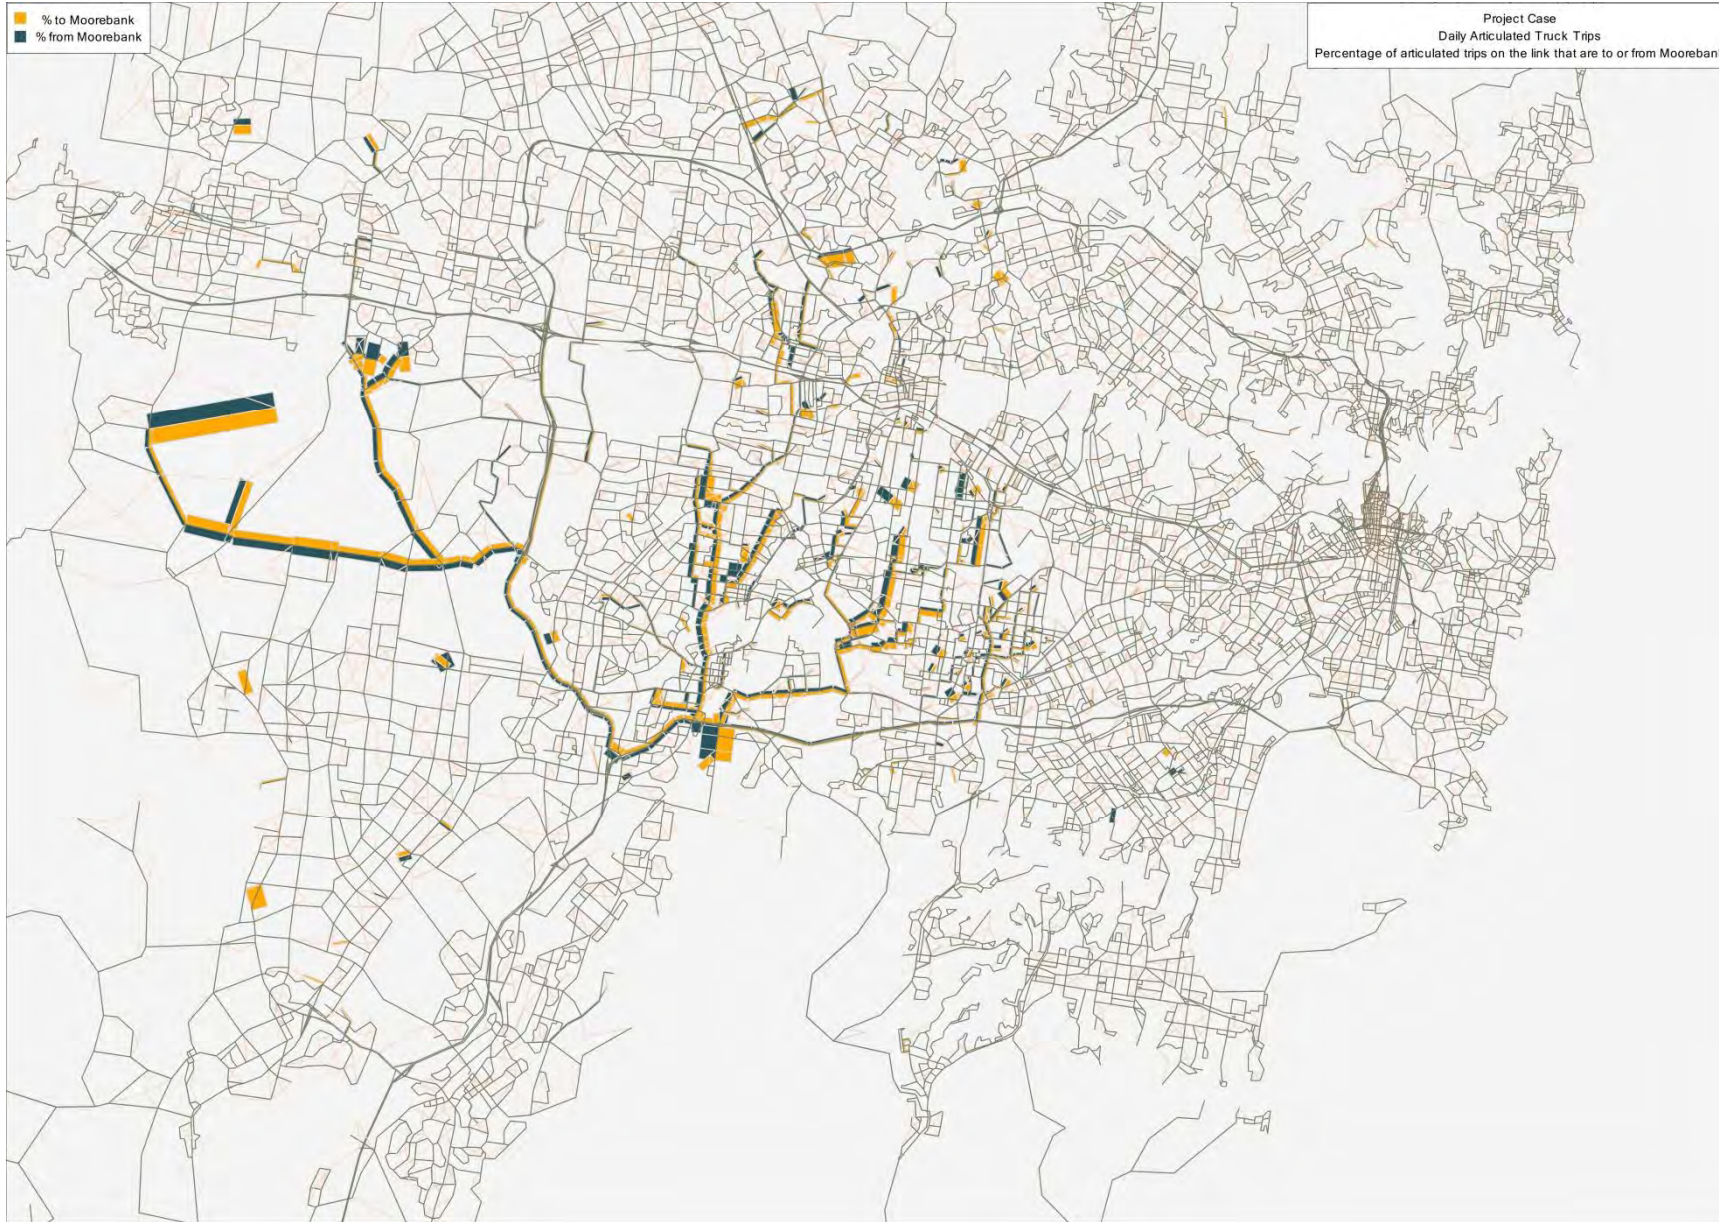 % to Moorebank
% from Moorebank
Project Case
Daily Articulated Truck Trips
Percentage of articulated trips on the link that are to or from Moorebank